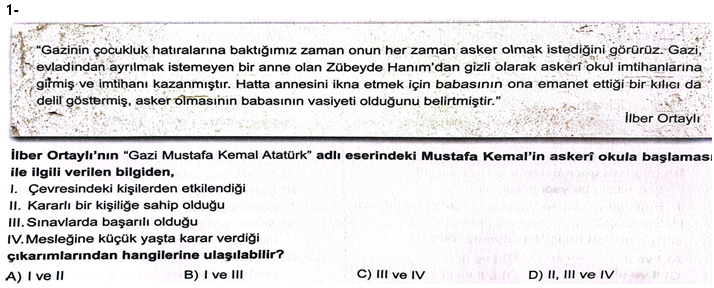 1-
“Gazinin çocukluk hatıralarına baktığımız zaman onun her zaman asker olmak istediğini görürüz. Gazi,
evladından ayrılmak istemeyen bir anne olan Zübeyde Hanım’dan gizli olarak askerî okul imtihanlarına
girmiş ve imtihanı kazanmıştır. Hatta annesini ikna etmek için babasının ona emanet ettiği bir kılıcı da
delil göstermiş, asker olmasının babasının vasiyeti olduğunu belirtmiştir.”
İlber Ortaylı
İlber Ortaylı’nın “Gazi Mustafa Kemal Atatürk” adlı eserindeki Mustafa Kemal’in askerî okula başlaması
ile ilgili verilen bilgiden,
I. Çevresindeki kişilerden etkilendiği
II. Kararlı bir kişiliğe sahip olduğu
III. Sınavlarda başarılı olduğu
IV. Mesleğine küçük yaşta karar verdiği
çıkarımlarından hangilerine ulaşılabilir?
A) I ve II B) I ve III C) III ve IV D) II, III ve IV